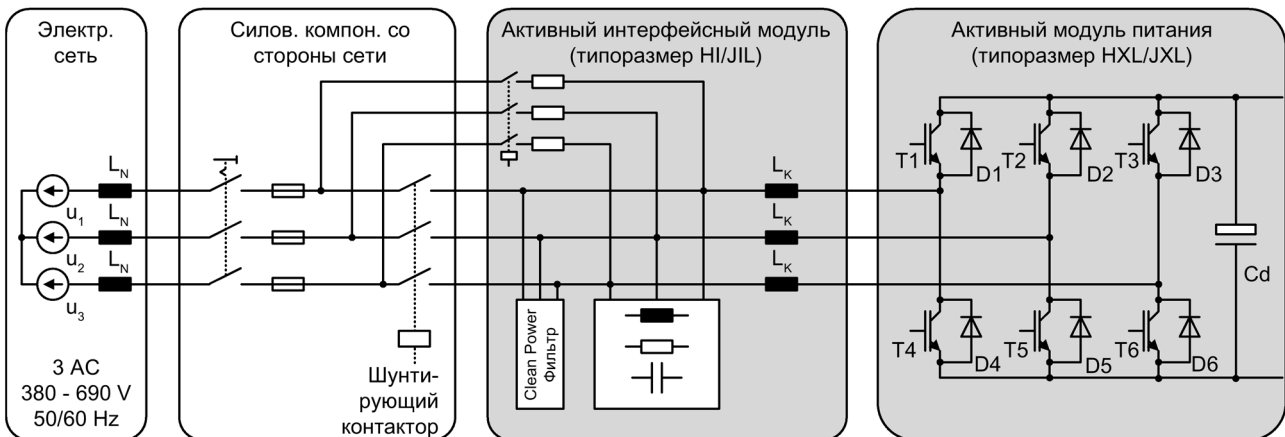 Электр.
сеть
Силов. компон. со
стороны сети
Активный интерфейсный модуль
(типоразмер HI/JIL)
Активный модуль питания
(типоразмер HXL/JXL)
T1
D1
T2
D2
T3
D3
L_N
u_1
L_N
u_2
L_N
u_3
L_K
L_K
L_K
Cd
T4
D4
T5
D5
T6
D6
Clean Power
Фильтр
3 AC
380 - 690 V
50/60 Hz
Шунти-
рующий
контактор